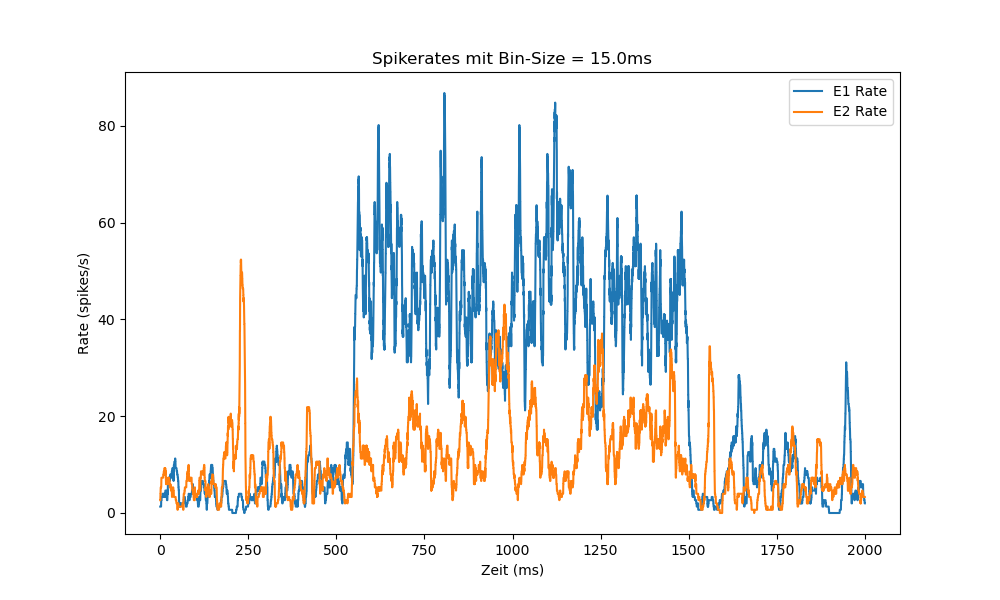 Spikerates mit Bin-Size = 15.0ms
E1 Rate
E2 Rate
Rate (spikes/s)
80
60
40
20
0
0 250 500 750 1000 1250 1500 1750 2000
Zeit (ms)